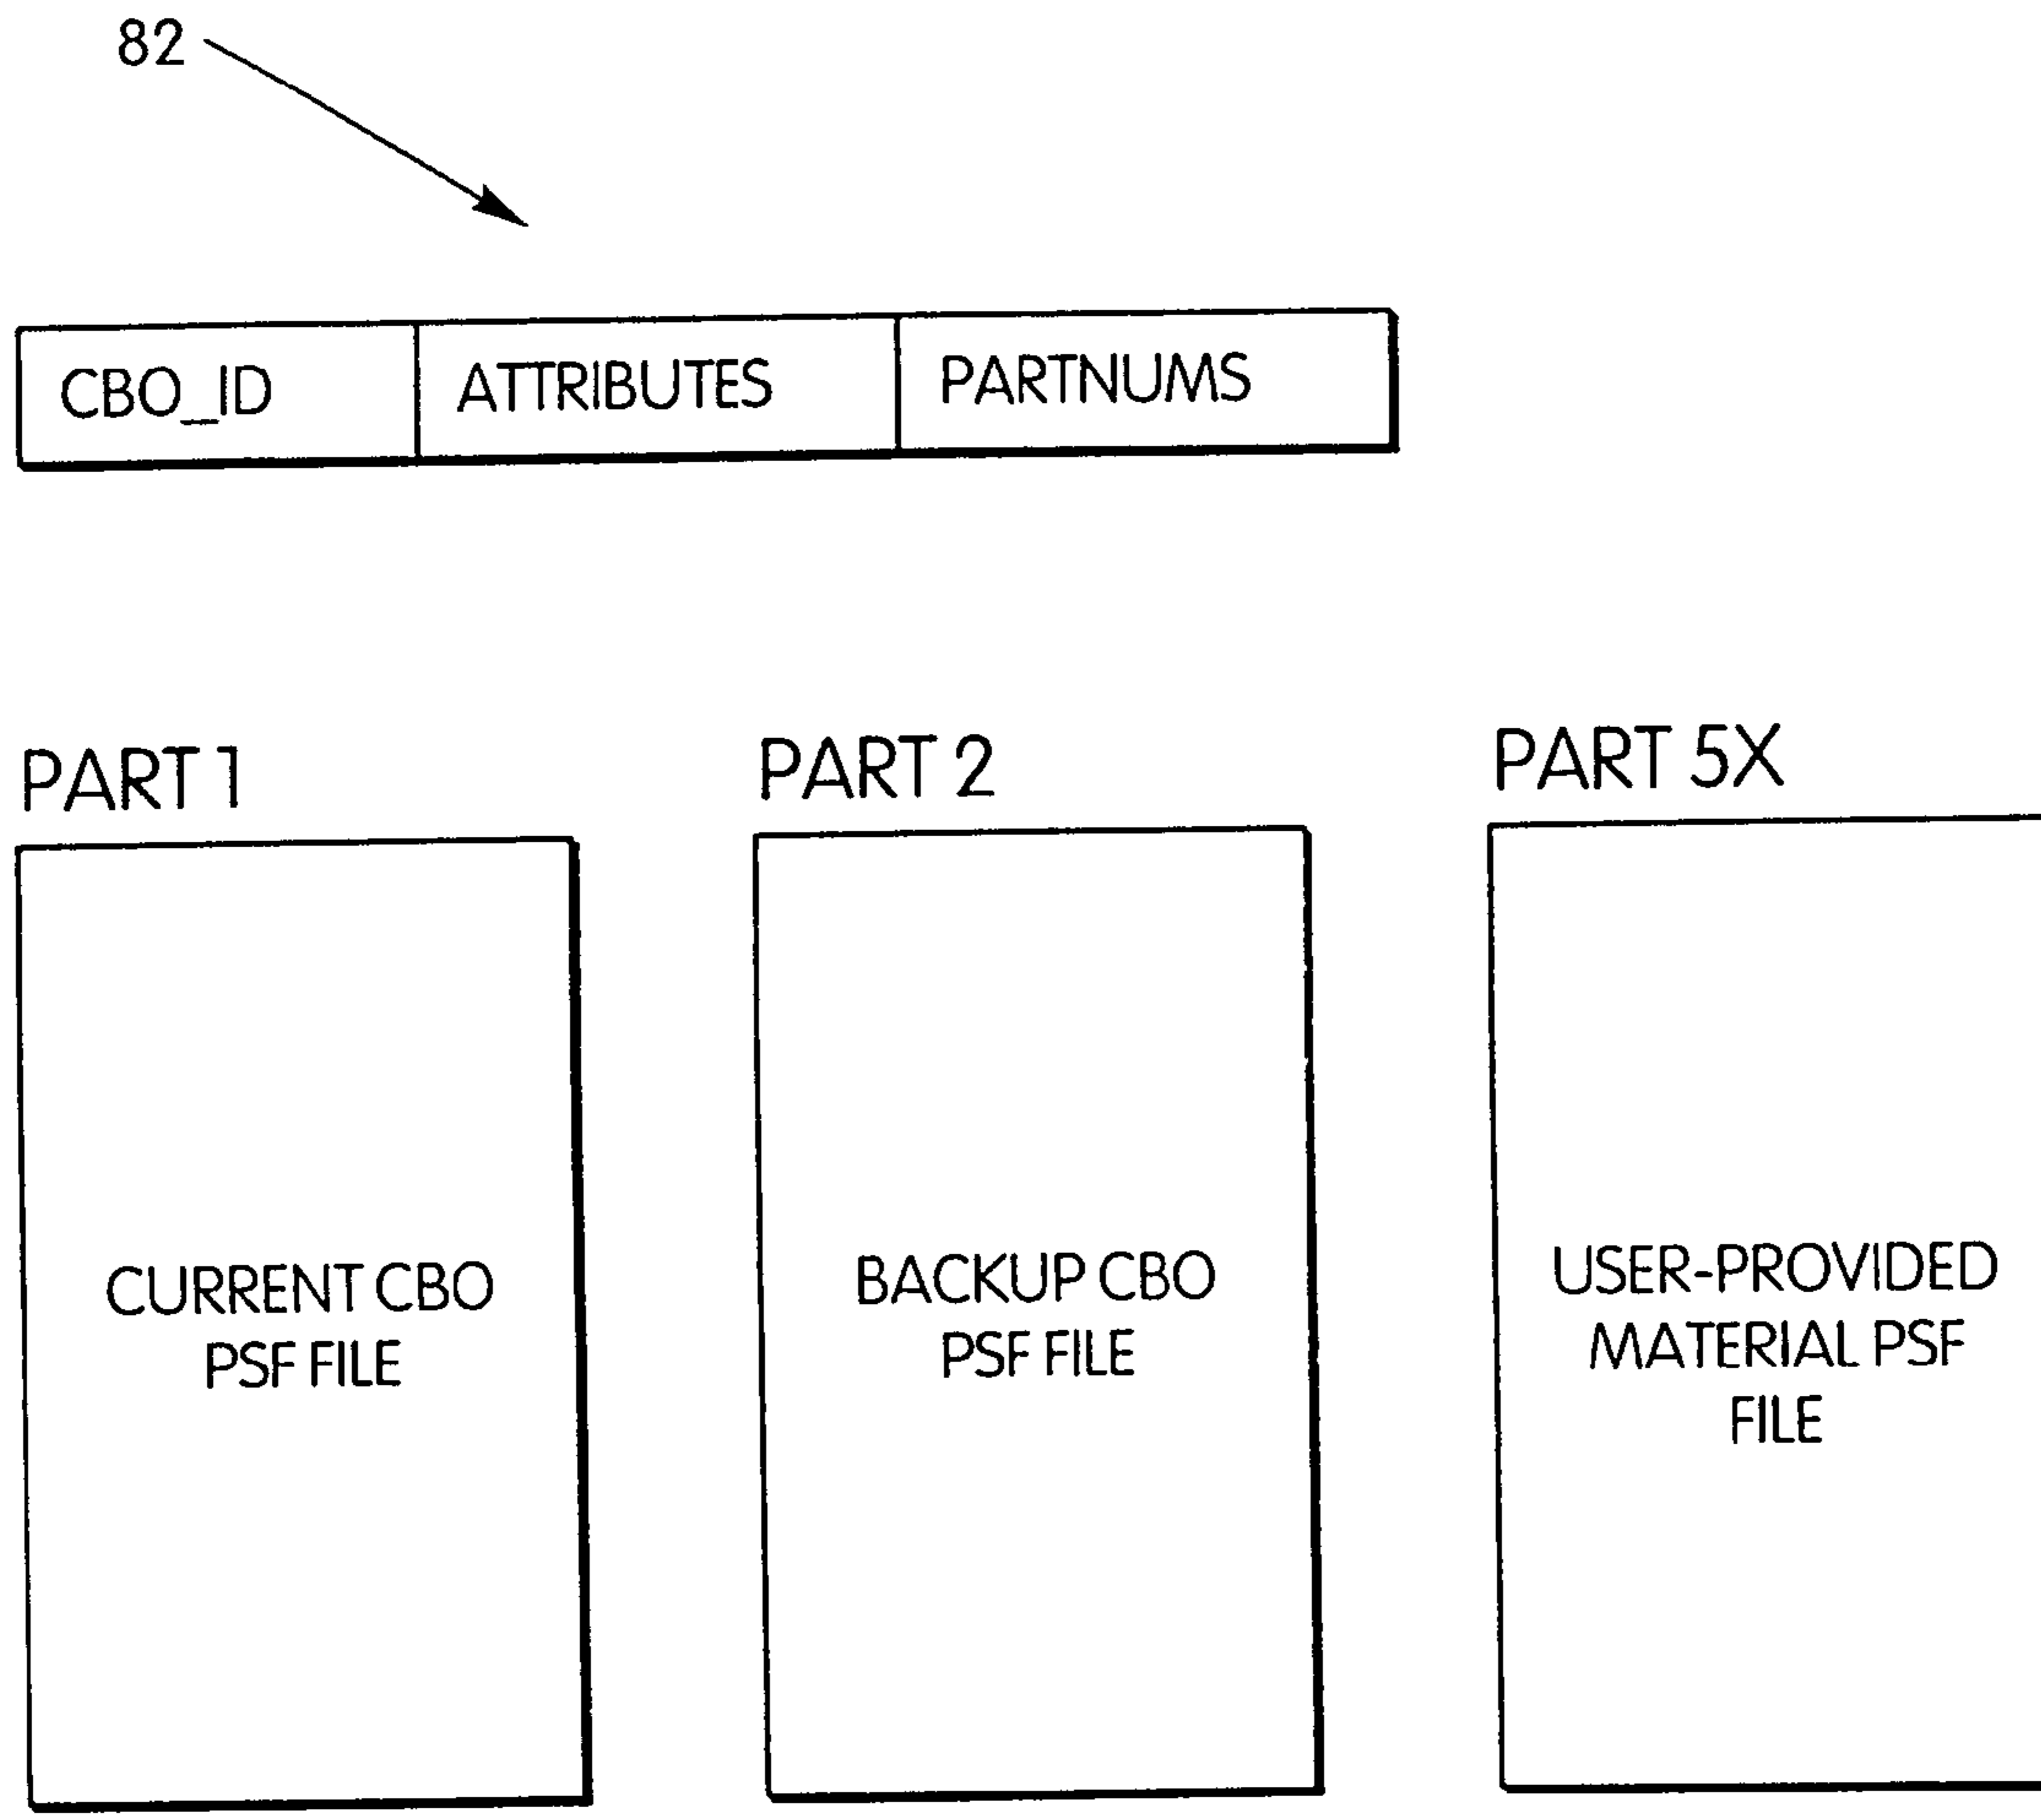 82
CBO_ID ATTRIBUTES PARTNUMS
PART 1 PART 2 PART 5X
CURRENT CBO
PSF FILE
BACKUP CBO
PSF FILE
USER-PROVIDED
MATERIAL PSF
FILE